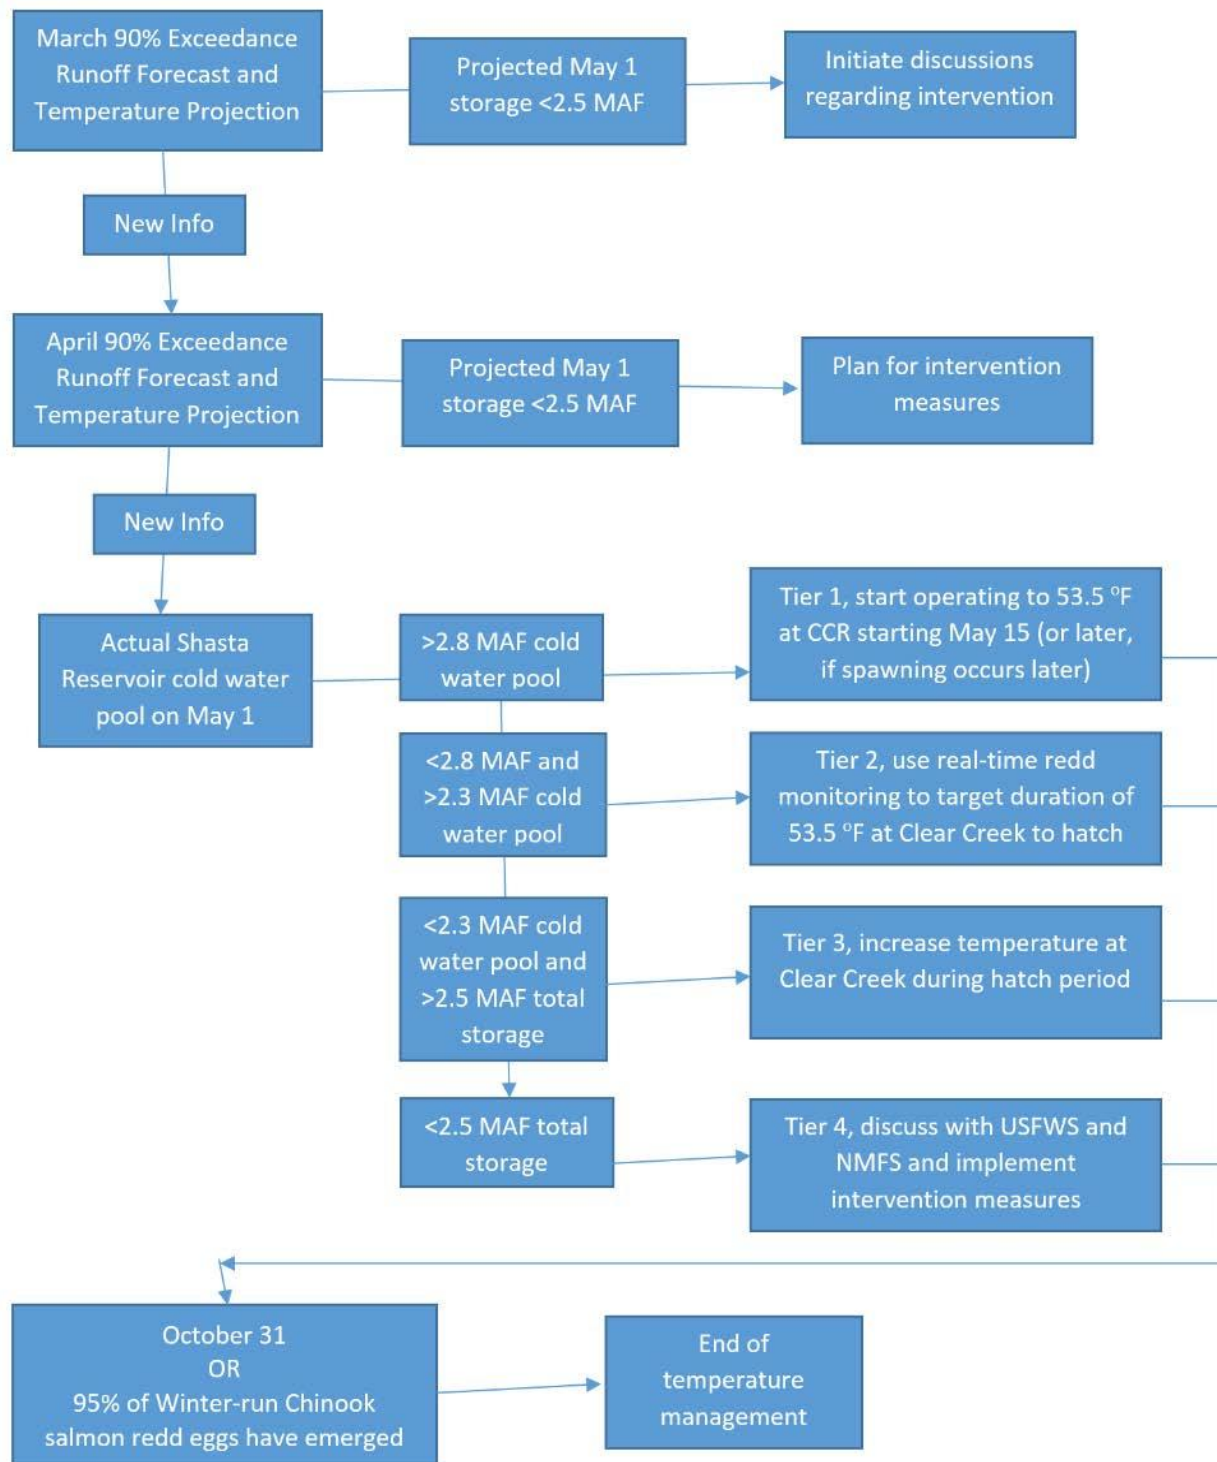 March 90% Exceedance
Runoff Forecast and
Temperature Projection
Projected May 1
storage <2.5 MAF
Initiate discussions
regarding intervention
New Info
April 90% Exceedance
Runoff Forecast and
Temperature Projection
Projected May 1
storage <2.5 MAF
Plan for intervention
measures
New Info
Actual Shasta
Reservoir cold water
pool on May 1
>2.8 MAF cold
water pool
Tier 1, start operating to 53.5 ºF
at CCR starting May 15 (or later,
if spawning occurs later)
<2.8 MAF and
>2.3 MAF cold
water pool
Tier 2, use real-time redd
monitoring to target duration of
53.5 ºF at Clear Creek to hatch
<2.3 MAF cold
water pool and
>2.5 MAF total
storage
Tier 3, increase temperature at
Clear Creek during hatch period
<2.5 MAF total
storage
Tier 4, discuss with USFWS and
NMFS and implement
intervention measures
October 31
OR
95% of Winter-run Chinook
salmon redd eggs have emerged
End of
temperature
management